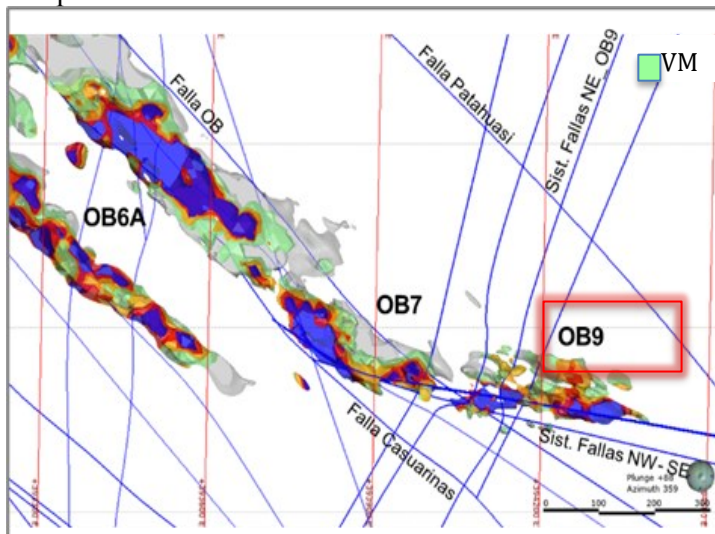 VM
Falla OB
Falla Patahuasi
Sist. Fallas NE_OB9
OB6A
OB7
OB9
Falla Casuarinas
Sist. Fallas NW- SE
Plunge +88
Azimuth 359
0 100 200 300